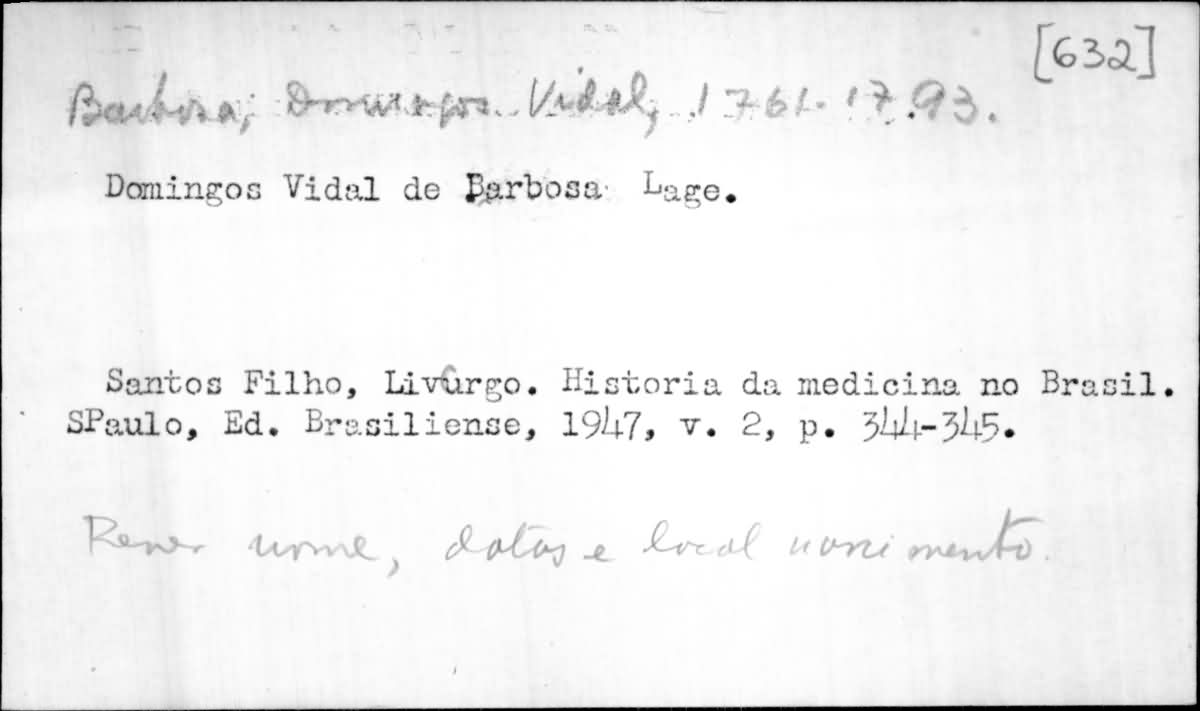 [632]
Barbosa, Domingos Vidal, 1761-1793.
Domingos Vidal de Barbosa Lage.
Santos Filho, Livurgo. Historia da medicina no Brasil.
SPaulo, Ed. Brasiliense, 1947, v. 2, p. 344-345.
Rever nome, datas e local nascimento.